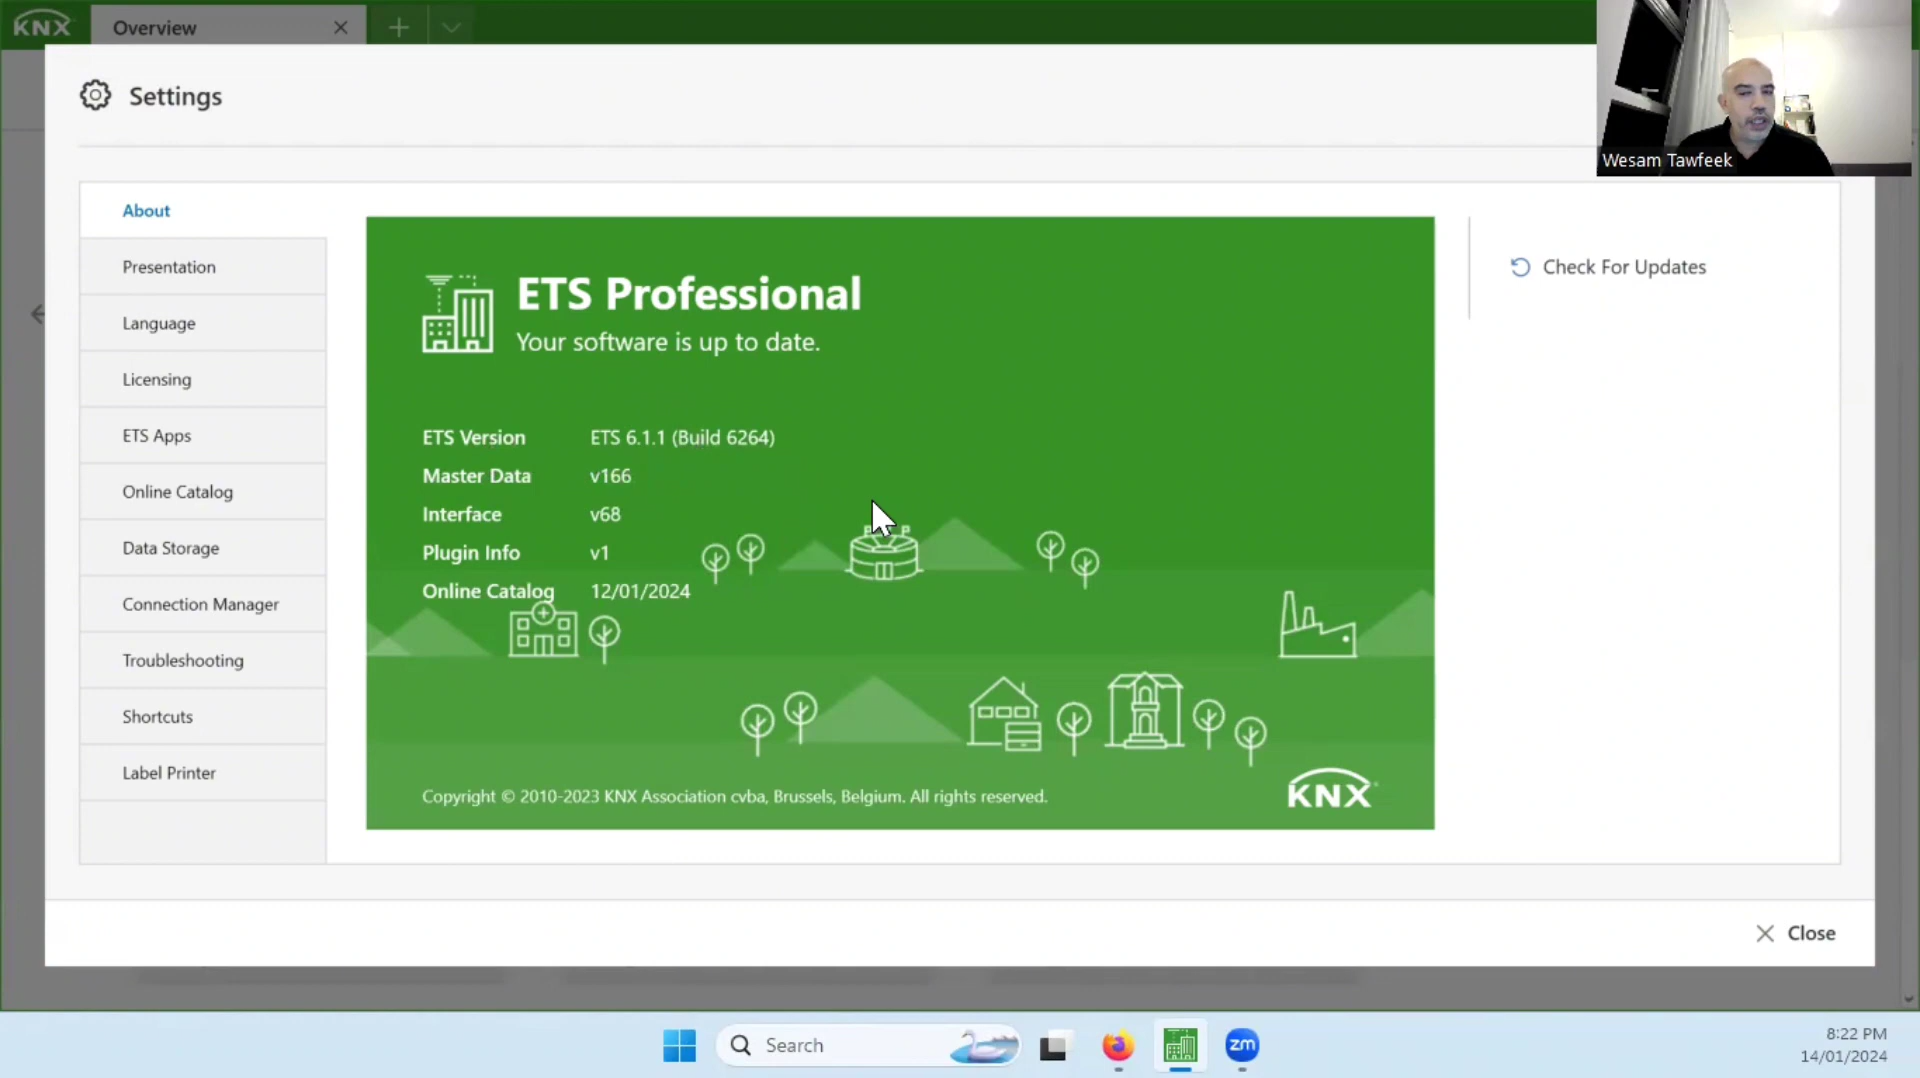 KNX
Overview
Settings
Wesam Tawfeek
About
Presentation
Language
Licensing
ETS Apps
Online Catalog
Data Storage
Connection Manager
Troubleshooting
Shortcuts
Label Printer
ETS Professional
Your software is up to date.
ETS Version ETS 6.1.1 (Build 6264)
Master Data v166
Interface v68
Plugin Info v1
Online Catalog 12/01/2024
Copyright © 2010-2023 KNX Association cvba, Brussels, Belgium. All rights reserved.
KNX
Check For Updates
Close
Search
zm
8:22 PM
14/01/2024